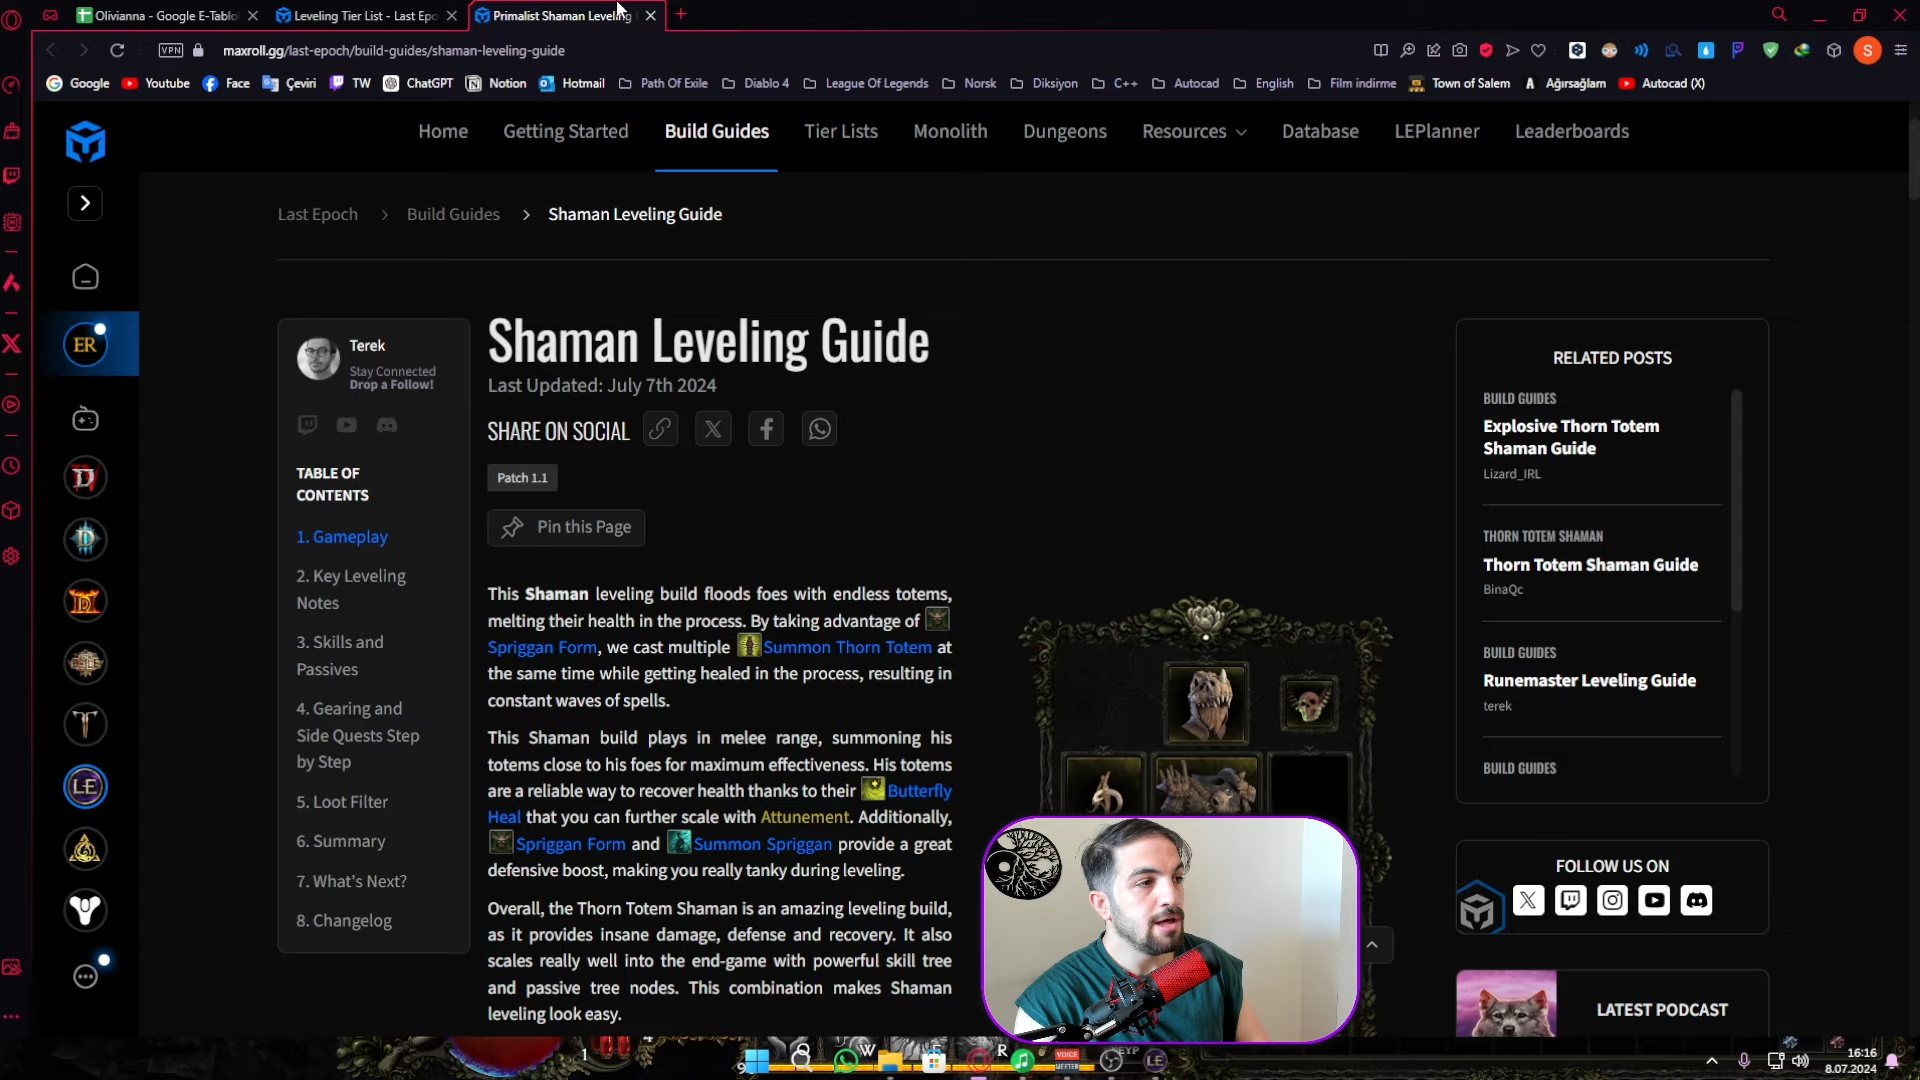 Olivianna - Google E-Tablo
Leveling Tier List - Last Epo
Primalist Shaman Leveling
VPN
maxroll.gg/last-epoch/build-guides/shaman-leveling-guide
S
Google
Youtube
Face
Çeviri
TW
ChatGPT
Notion
Hotmail
Path Of Exile
Diablo 4
League Of Legends
Norsk
Diksiyon
C++
Autocad
English
Film indirme
Town of Salem
Ağırsağlam
Autocad (X)
Home
Getting Started
Build Guides
Tier Lists
Monolith
Dungeons
Resources
Database
LEPlanner
Leaderboards
Last Epoch > Build Guides > Shaman Leveling Guide
ER
LE
Terek
Stay Connected
Drop a Follow!
TABLE OF
CONTENTS
1. Gameplay
2. Key Leveling
Notes
3. Skills and
Passives
4. Gearing and
Side Quests Step
by Step
5. Loot Filter
6. Summary
7. What's Next?
8. Changelog
Shaman Leveling Guide
Last Updated: July 7th 2024
SHARE ON SOCIAL
Patch 1.1
Pin this Page
This Shaman leveling build floods foes with endless totems,
melting their health in the process. By taking advantage of
Spriggan Form, we cast multiple Summon Thorn Totem at
the same time while getting healed in the process, resulting in
constant waves of spells.
This Shaman build plays in melee range, summoning his
totems close to his foes for maximum effectiveness. His totems
are a reliable way to recover health thanks to their Butterfly
Heal that you can further scale with Attunement. Additionally,
Spriggan Form and Summon Spriggan provide a great
defensive boost, making you really tanky during leveling.
Overall, the Thorn Totem Shaman is an amazing leveling build,
as it provides insane damage, defense and recovery. It also
scales really well into the end-game with powerful skill tree
and passive tree nodes. This combination makes Shaman
leveling look easy.
RELATED POSTS
BUILD GUIDES
Explosive Thorn Totem
Shaman Guide
Lizard_IRL
THORN TOTEM SHAMAN
Thorn Totem Shaman Guide
BinaQc
BUILD GUIDES
Runemaster Leveling Guide
terek
BUILD GUIDES
FOLLOW US ON
LATEST PODCAST
1
W
R
VOICE
LE
16:16
8.07.2024